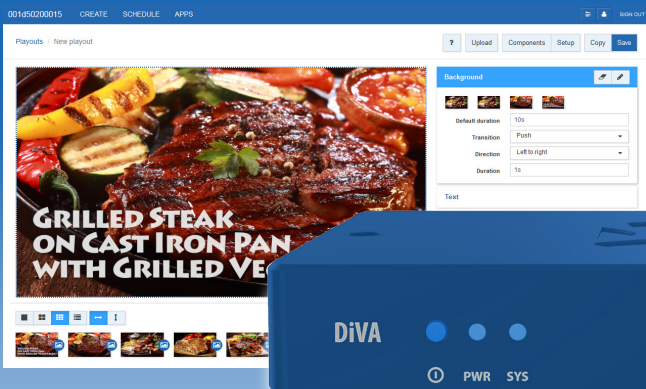 001d50200015 CREATE SCHEDULE APPS SIGN OUT
Playouts / New playout ? Upload Components Setup Copy Save
Background
Default duration 10s
Transition Push
Direction Left to right
Duration 1s
Text
GRILLED STEAK
ON CAST IRON PAN
WITH GRILLED VE
DiVA
PWR SYS